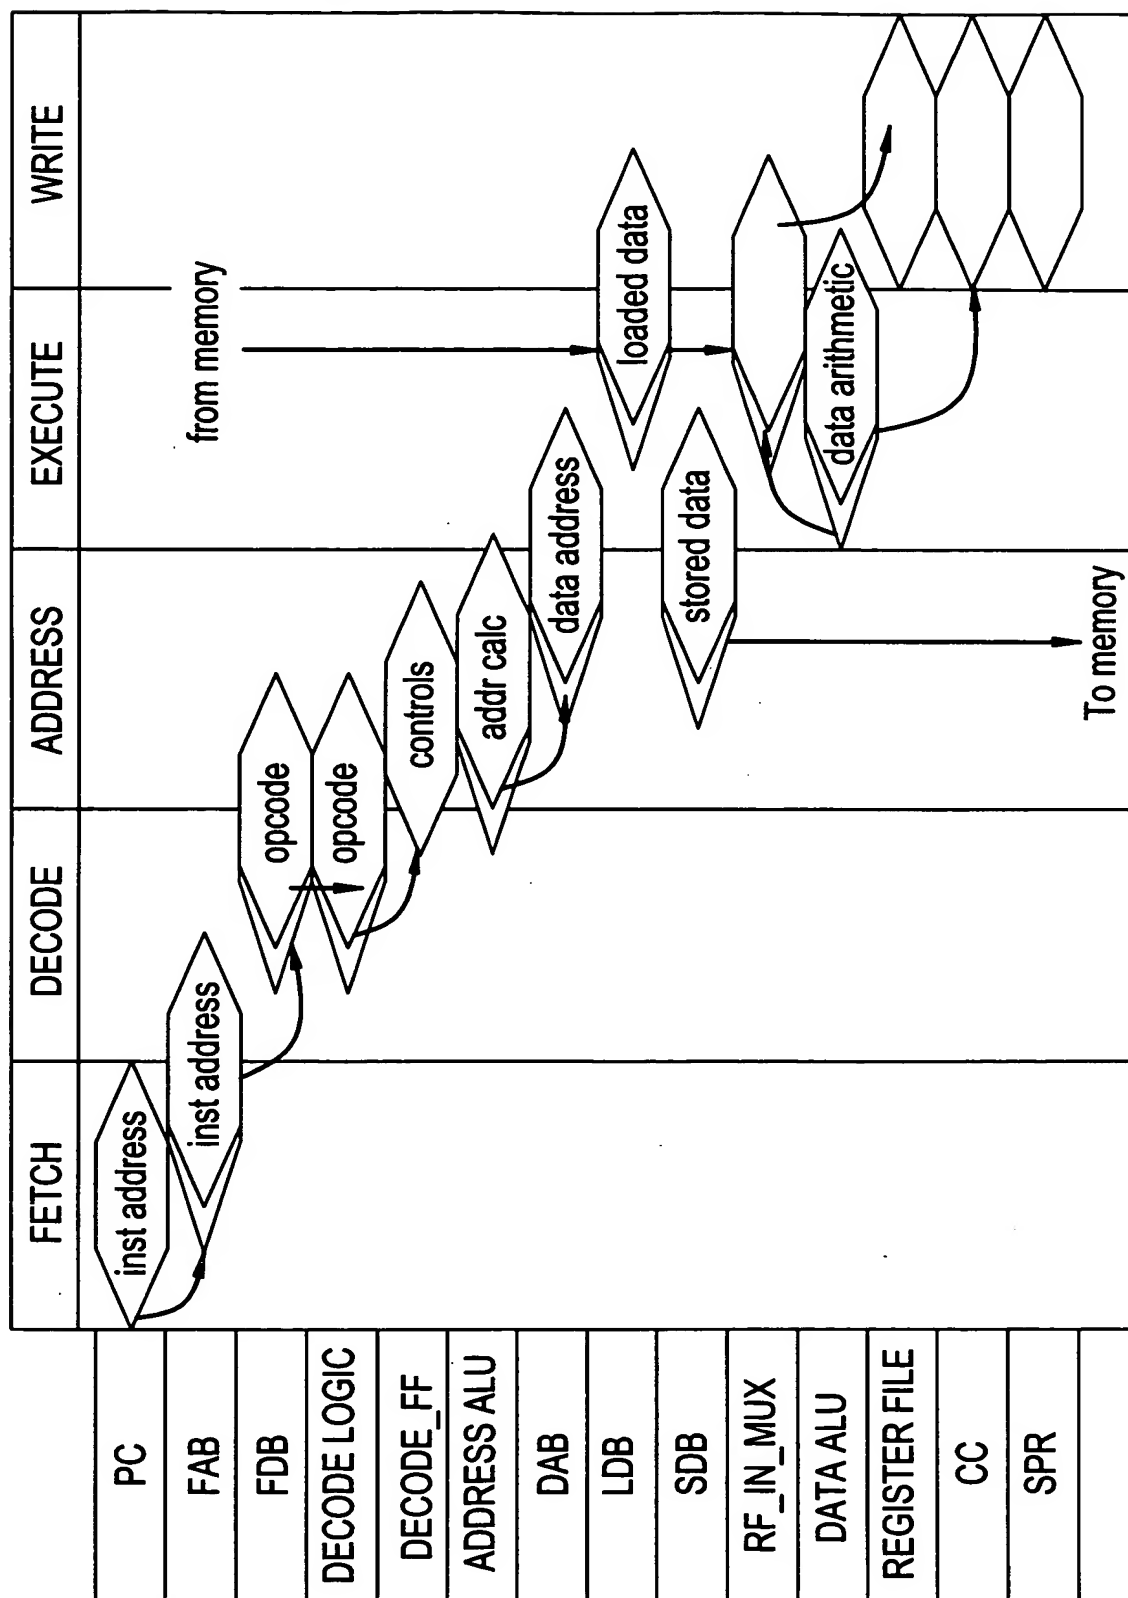 FETCH
DECODE
ADDRESS
EXECUTE
WRITE
PC
inst address
FAB
inst address
from memory
FDB
opcode
DECODE LOGIC
opcode
DECODE_FF
controls
ADDRESS ALU
addr calc
DAB
data address
LDB
loaded data
SDB
stored data
RF_IN_MUX
DATA ALU
data arithmetic
REGISTER FILE
CC
SPR
To memory